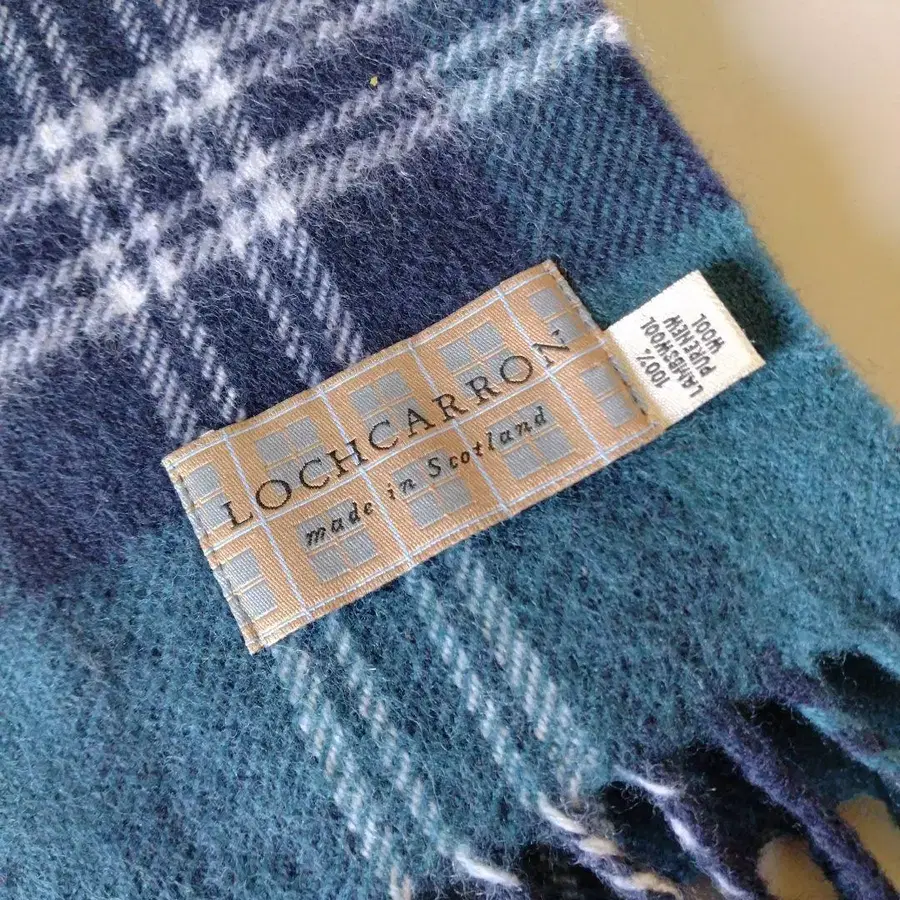 LOCHCARRON
made in Scotland
100%
LAMBSWOOL
PURE NEW
WOOL